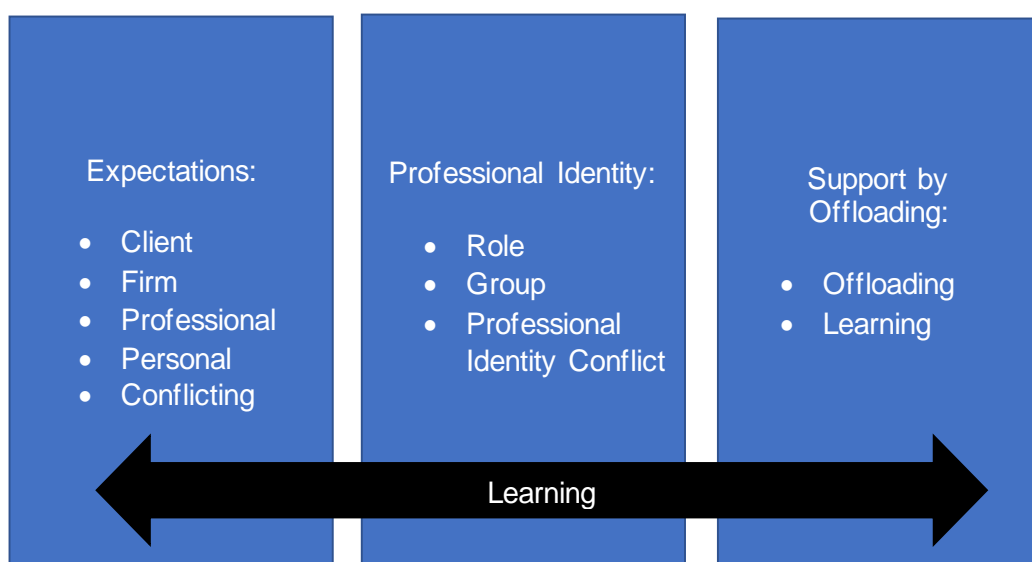 Expectations:
• Client
• Firm
• Professional
• Personal
• Conflicting
Professional Identity:
• Role
• Group
• Professional
Identity Conflict
Support by
Offloading:
• Offloading
• Learning
Learning